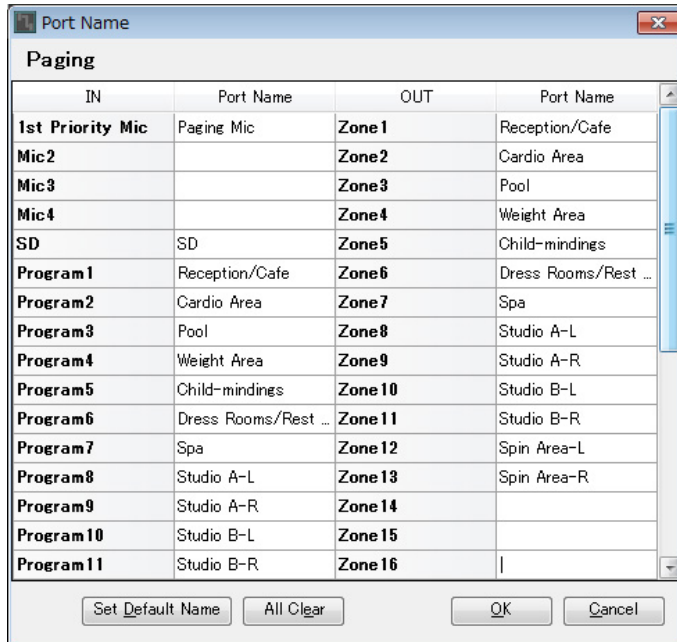 Port Name
Paging
IN Port Name OUT Port Name
1st Priority Mic Paging Mic Zone1 Reception/Cafe
Mic2 Zone2 Cardio Area
Mic3 Zone3 Pool
Mic4 Zone4 Weight Area
SD SD Zone5 Child-mindings
Program1 Reception/Cafe Zone6 Dress Rooms/Rest ...
Program2 Cardio Area Zone7 Spa
Program3 Pool Zone8 Studio A-L
Program4 Weight Area Zone9 Studio A-R
Program5 Child-mindings Zone10 Studio B-L
Program6 Dress Rooms/Rest ... Zone11 Studio B-R
Program7 Spa Zone12 Spin Area-L
Program8 Studio A-L Zone13 Spin Area-R
Program9 Studio A-R Zone14
Program10 Studio B-L Zone15
Program11 Studio B-R Zone16
Set Default Name All Clear OK Cancel